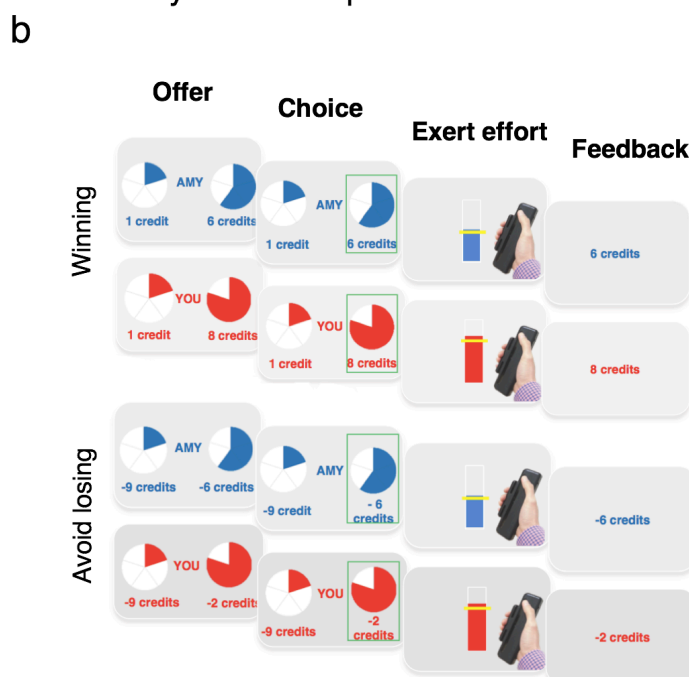 b
Offer
Choice
Exert effort
Feedback
Winning
AMY
1 credit 6 credits
AMY
1 credit 6 credits
6 credits
YOU
1 credit 8 credits
YOU
1 credit 8 credits
8 credits
Avoid losing
AMY
-9 credits -6 credits
AMY
-9 credit - 6
credits
-6 credits
YOU
-9 credits -2 credits
YOU
-9 credits -2
credits
-2 credits